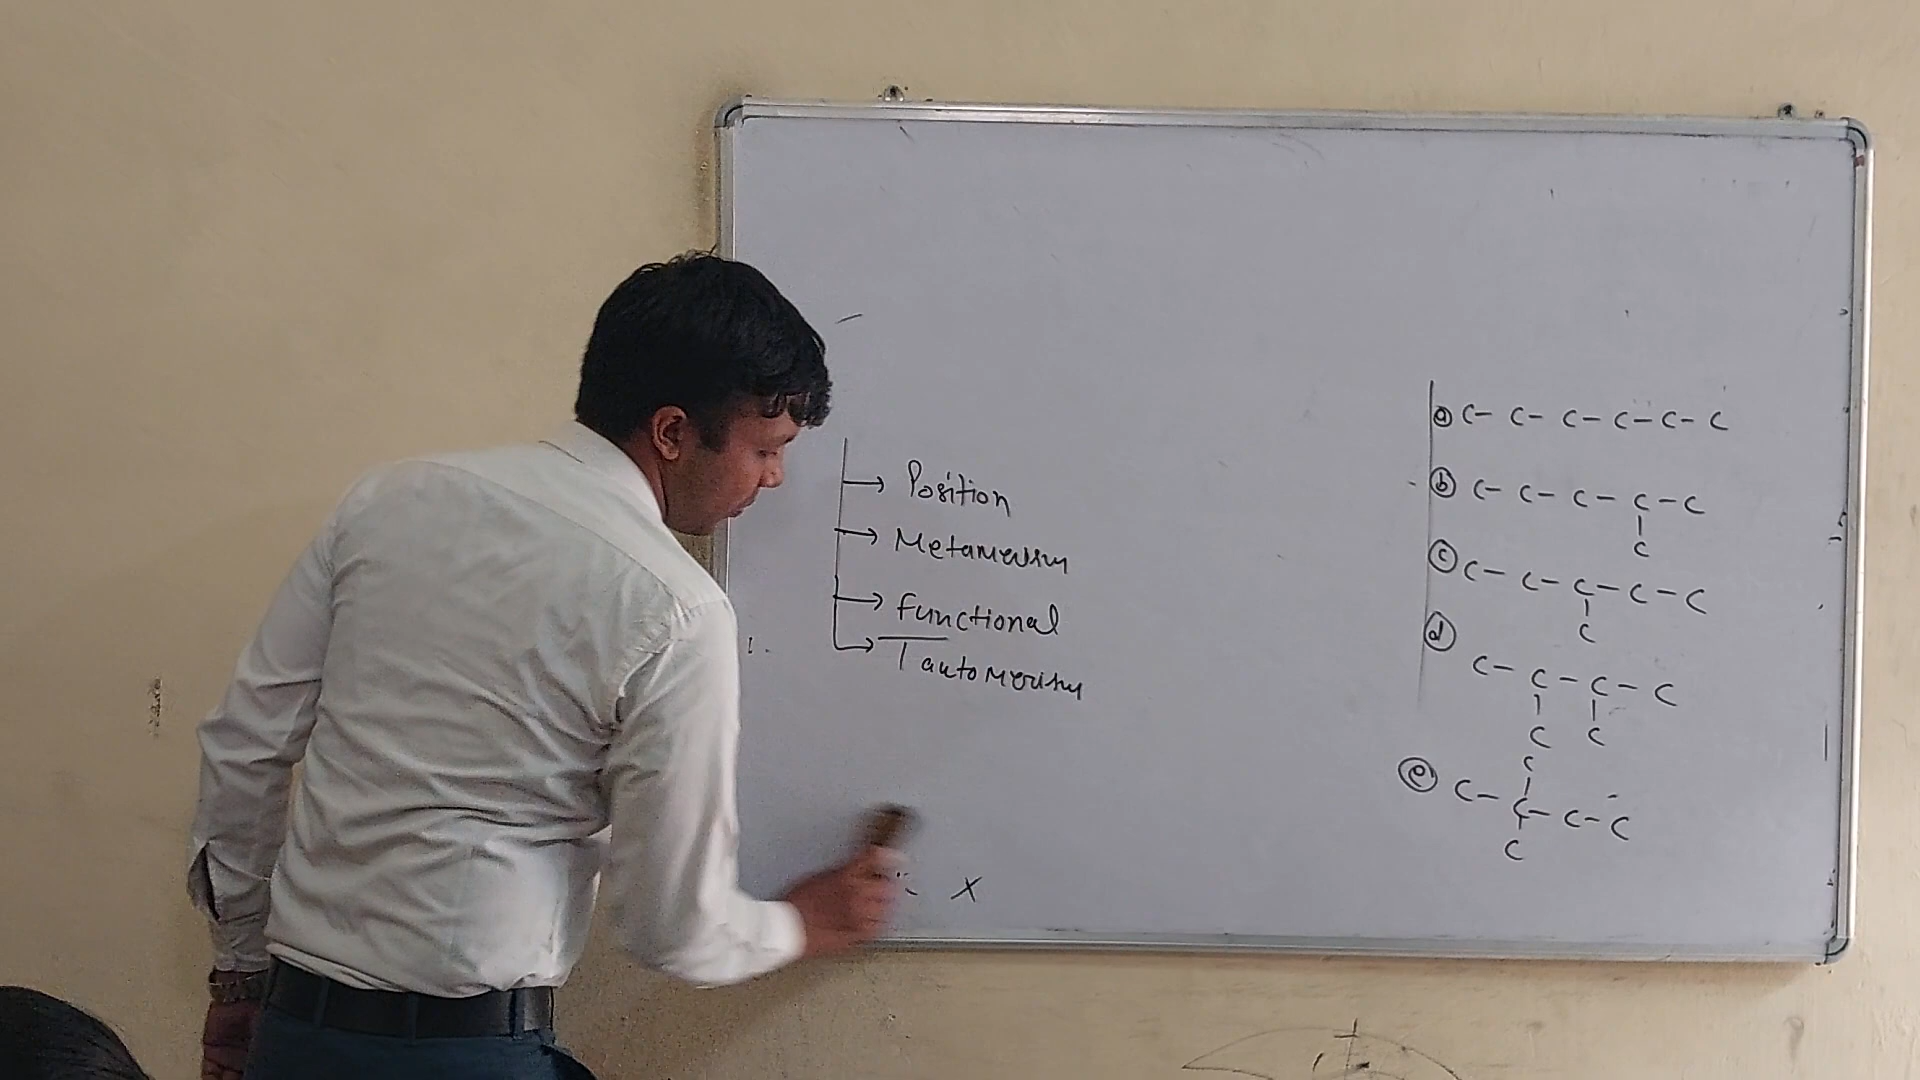 → Position
→ Metamerism
→ Functional
→ Tautomerism
X
ⓐ C - C - C - C - C - C
ⓑ C - C - C - C - C
|
C
ⓒ C - C - C - C - C
|
C
ⓓ
C - C - C - C
| |
C C
C
|
ⓔ C - C - C - C
|
C